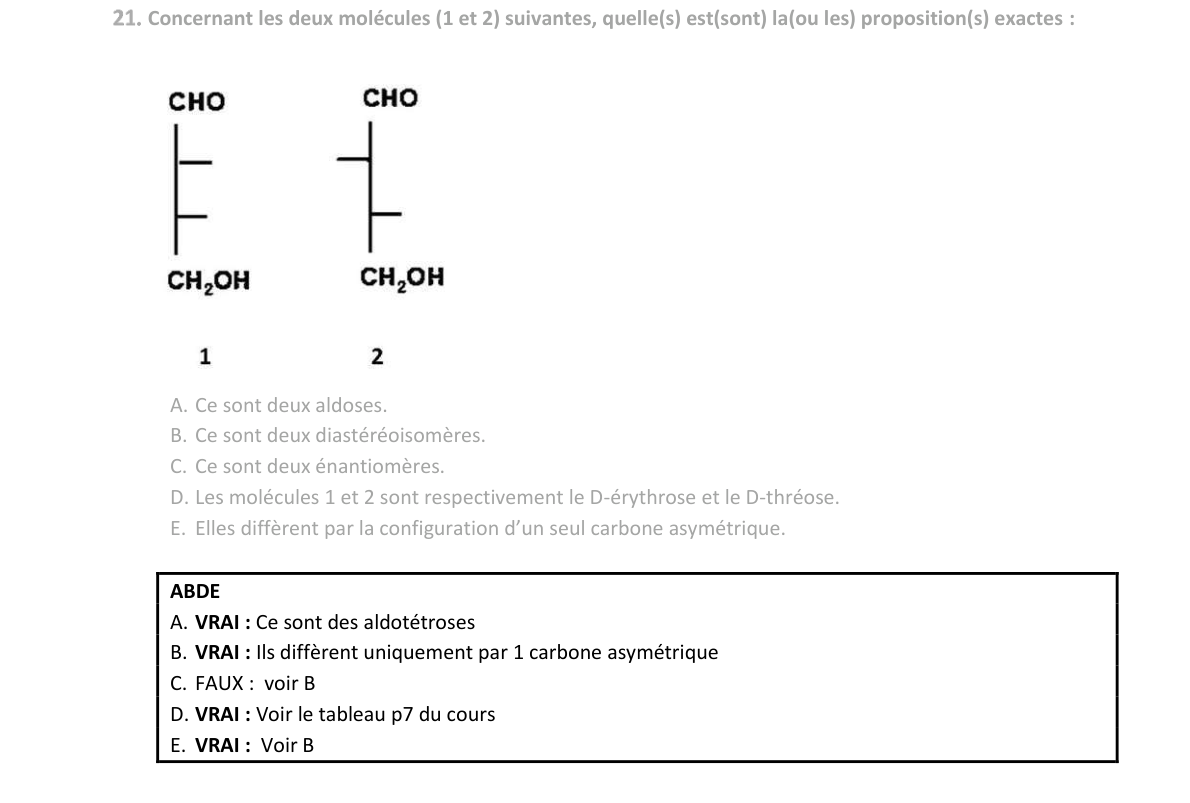 21. Concernant les deux molécules (1 et 2) suivantes, quelle(s) est(sont) la(ou les) proposition(s) exactes :
CHO CHO
CH₂OH CH₂OH
1 2
A. Ce sont deux aldoses.
B. Ce sont deux diastéréoisomères.
C. Ce sont deux énantiomères.
D. Les molécules 1 et 2 sont respectivement le D-érythrose et le D-thréose.
E. Elles diffèrent par la configuration d’un seul carbone asymétrique.
ABDE
A. VRAI : Ce sont des aldotétroses
B. VRAI : Ils diffèrent uniquement par 1 carbone asymétrique
C. FAUX : voir B
D. VRAI : Voir le tableau p7 du cours
E. VRAI : Voir B